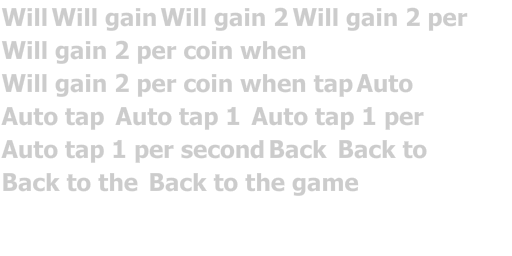 Will Will gain Will gain 2 Will gain 2 per
Will gain 2 per coin when
Will gain 2 per coin when tap Auto
Auto tap Auto tap 1 Auto tap 1 per
Auto tap 1 per second Back Back to
Back to the Back to the game